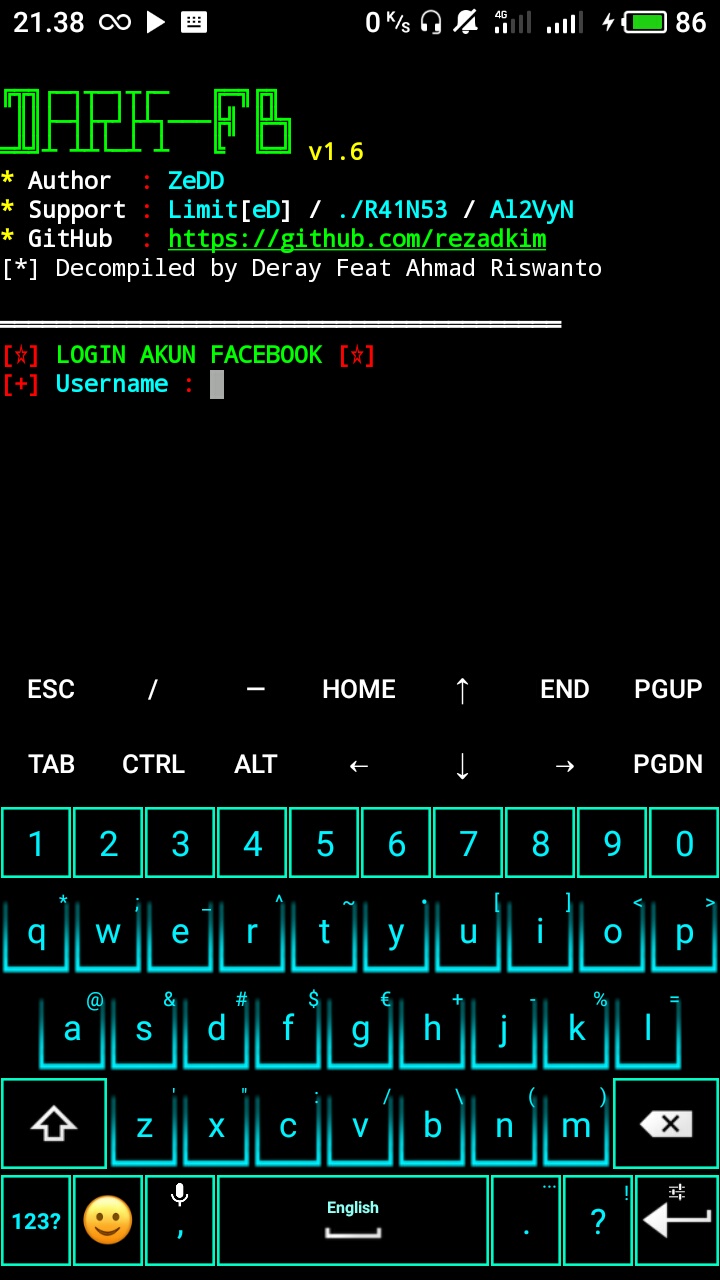 21.38 0 K/s 4G 86
DARK-FB v1.6
* Author : ZeDD
* Support : Limit[eD] / ./R41N53 / Al2VyN
* GitHub : https://github.com/rezadkim
[*] Decompiled by Deray Feat Ahmad Riswanto
[☆] LOGIN AKUN FACEBOOK [☆]
[+] Username :
ESC / — HOME ↑ END PGUP
TAB CTRL ALT ← ↓ → PGDN
1 2 3 4 5 6 7 8 9 0
* ; _ ^ ~ • [ ] < >
q w e r t y u i o p
@ & # $ € + - % =
a s d f g h j k l
' " : / \ ( )
z x c v b n m
... !
123? , English . ?